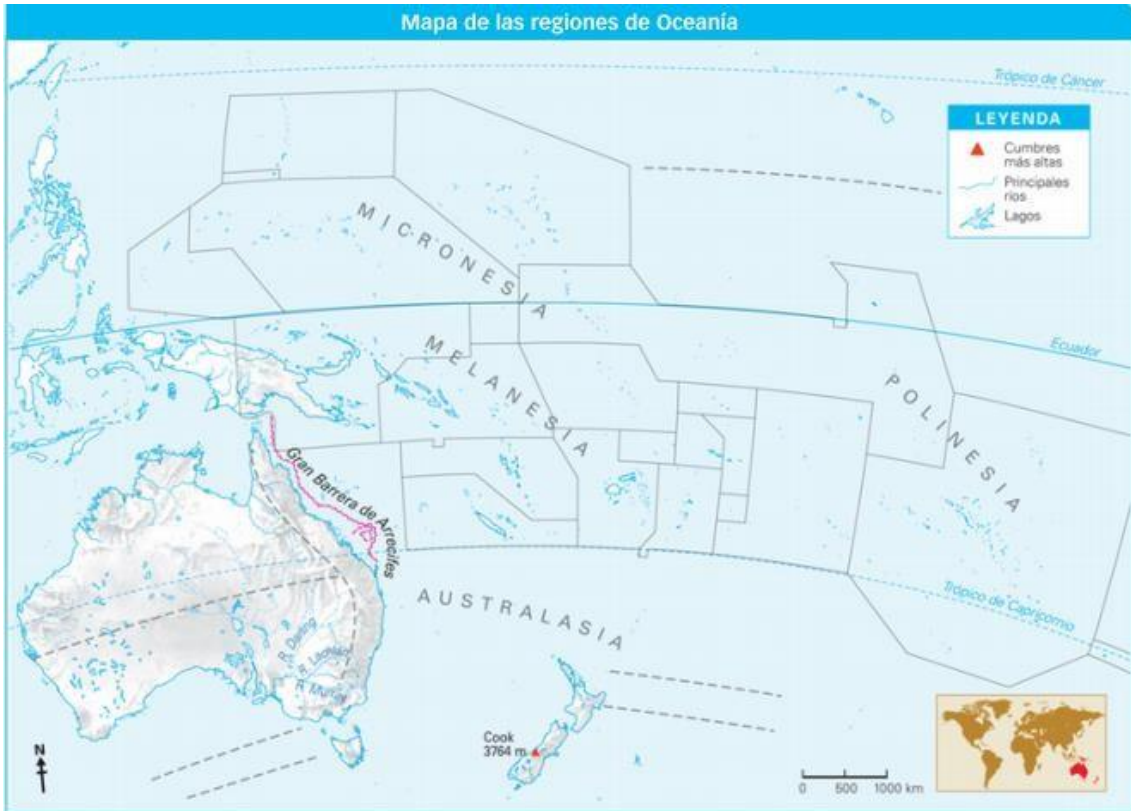 Mapa de las regiones de Oceanía
Trópico de Cáncer
LEYENDA
Cumbres
más altas
Principales
ríos
Lagos
MICRONESIA
Ecuador
MELANESIA
POLINESIA
Gran Barrera de Arrecifes
Trópico de Capricornio
AUSTRALASIA
R. Darling
R. Lachlan
R. Murray
Cook
3764 m
N
0 500 1000 km